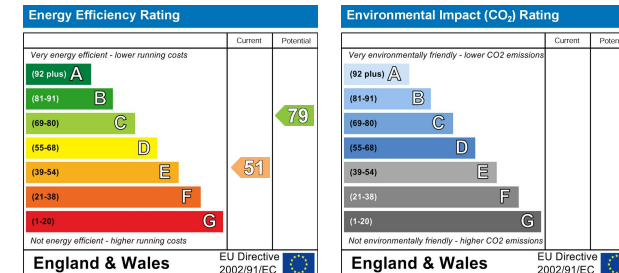 Energy Efficiency Rating
Current Potential
Very energy efficient - lower running costs
(92 plus) A
(81-91) B
(69-80) C
79
(55-68) D
(39-54) E
51
(21-38) F
(1-20) G
Not energy efficient - higher running costs
England & Wales
EU Directive
2002/91/EC
Environmental Impact (CO₂) Rating
Current Poten
Very environmentally friendly - lower CO2 emissions
(92 plus) A
(81-91) B
(69-80) C
(55-68) D
(39-54) E
(21-38) F
(1-20) G
Not environmentally friendly - higher CO2 emissions
England & Wales
EU Directive
2002/91/EC